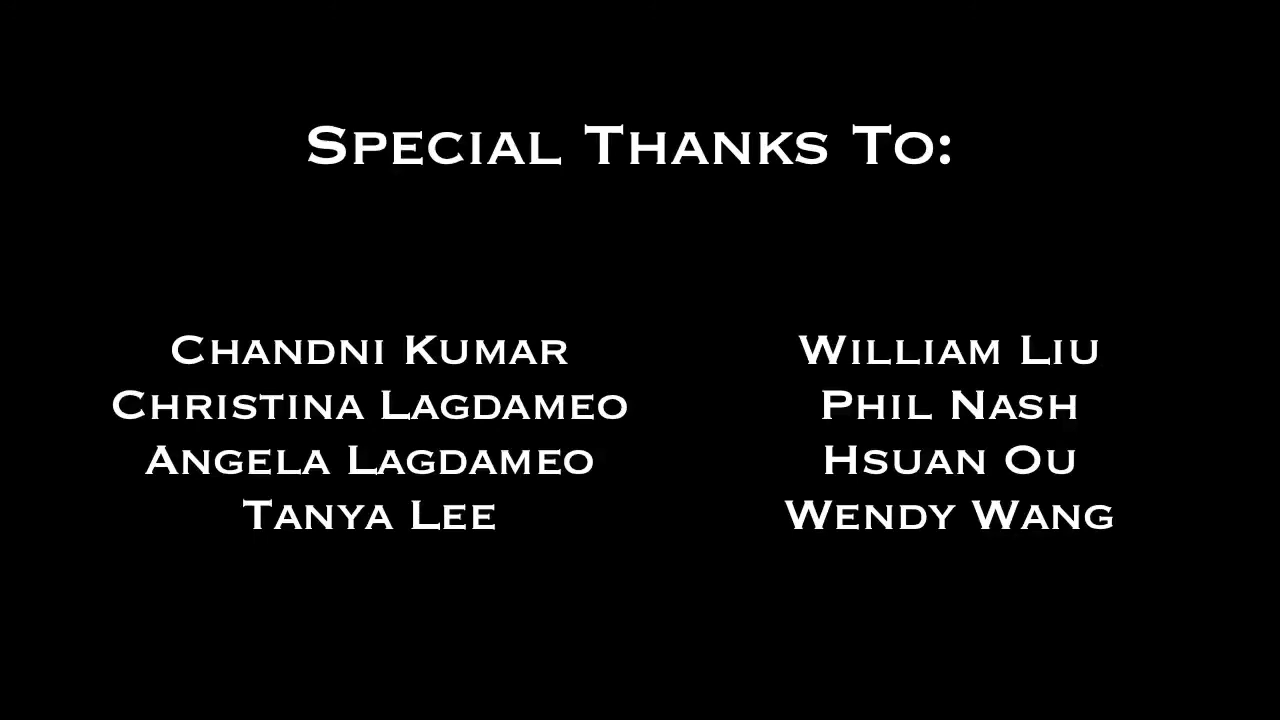 Special Thanks To:
Chandni Kumar
Christina Lagdameo
Angela Lagdameo
Tanya Lee
William Liu
Phil Nash
Hsuan Ou
Wendy Wang